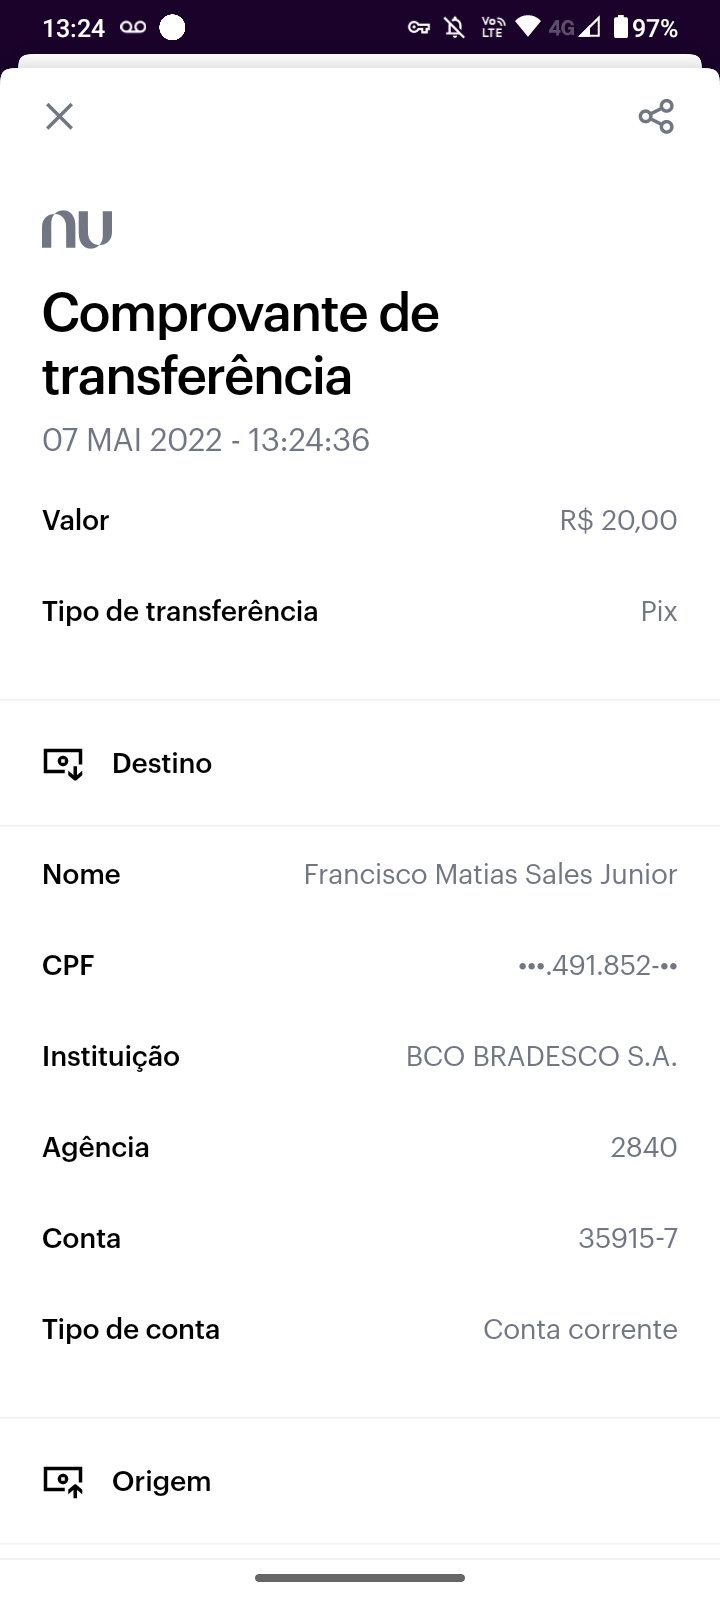 13:24 Vo LTE 4G 97%
nu
Comprovante de
transferência
07 MAI 2022 - 13:24:36
Valor R$ 20,00
Tipo de transferência Pix
Destino
Nome Francisco Matias Sales Junior
CPF •••.491.852-••
Instituição BCO BRADESCO S.A.
Agência 2840
Conta 35915-7
Tipo de conta Conta corrente
Origem